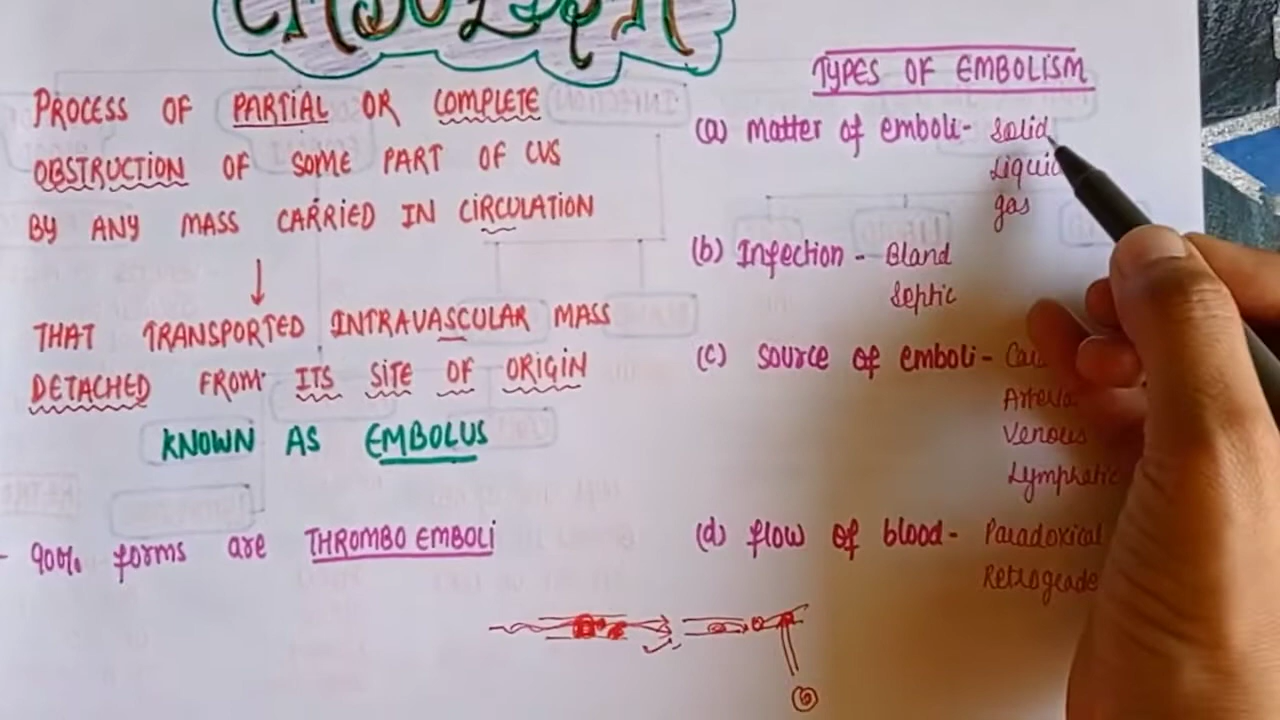 EMBOLISM
PROCESS OF PARTIAL OR COMPLETE
OBSTRUCTION OF SOME PART OF CVS
BY ANY MASS CARRIED IN CIRCULATION
THAT TRANSPORTED INTRAVASCULAR MASS
DETACHED FROM ITS SITE OF ORIGIN
KNOWN AS EMBOLUS
- 90% forms are THROMBO EMBOLI
TYPES OF EMBOLISM
(a) Matter of emboli- Solid
Liquid
gas
(b) Infection - Bland
Septic
(c) Source of emboli -
Venous
Lymphatic
(d) flow of blood - Paradoxical
Retrograde